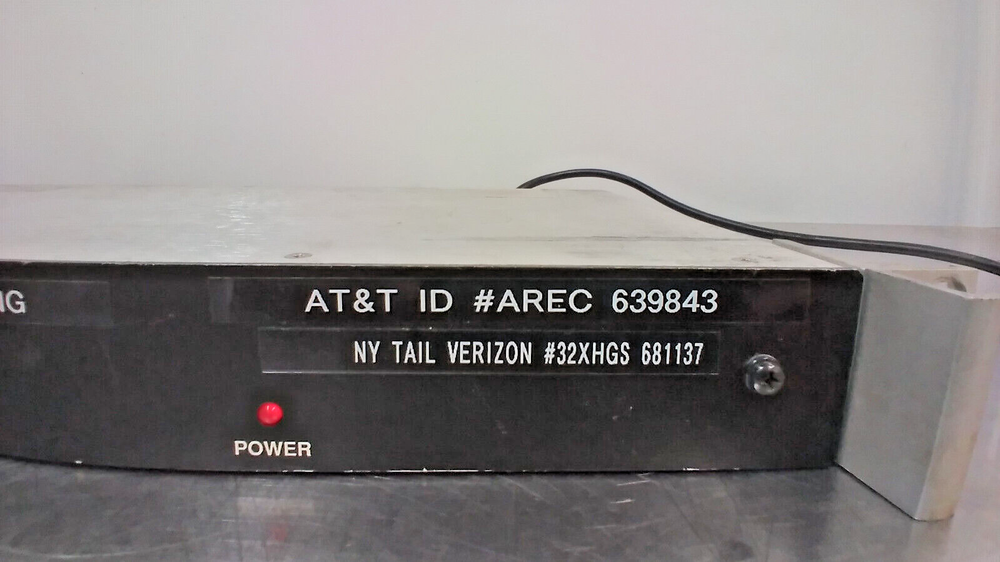 AT&T ID #AREC 639843
NY TAIL VERIZON #32XHGS 681137
POWER